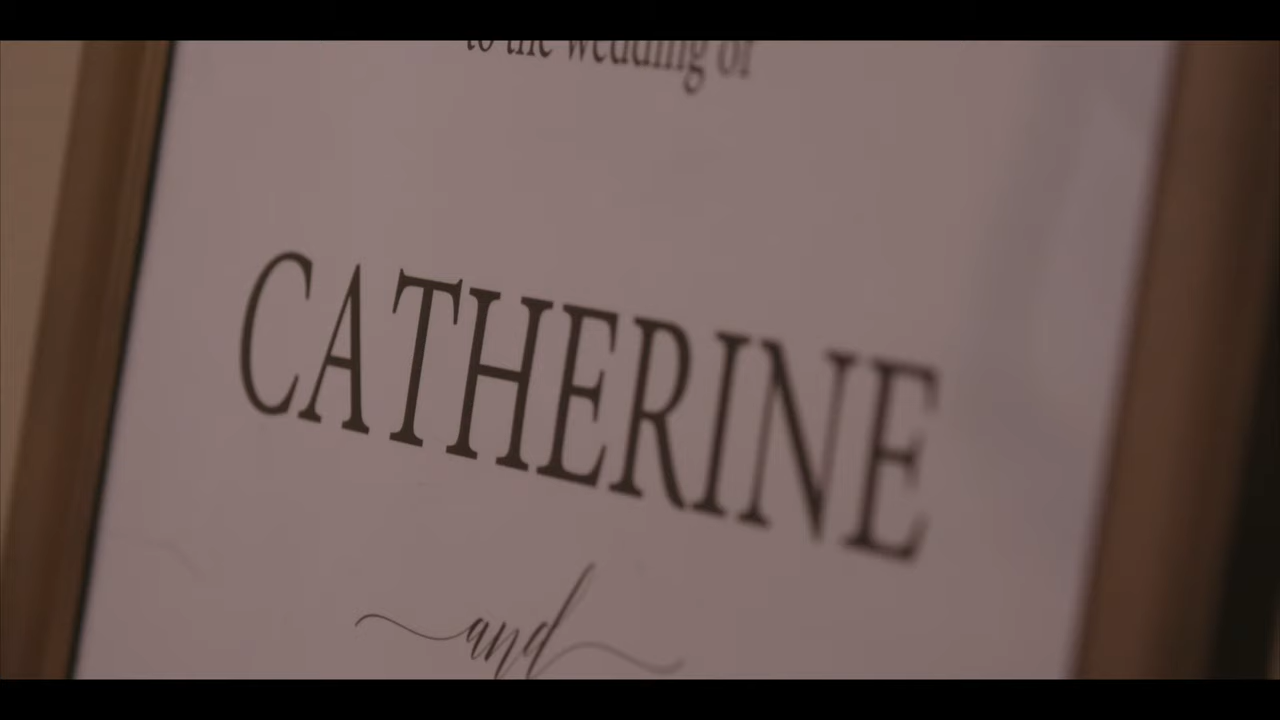 to the wedding of
CATHERINE
and